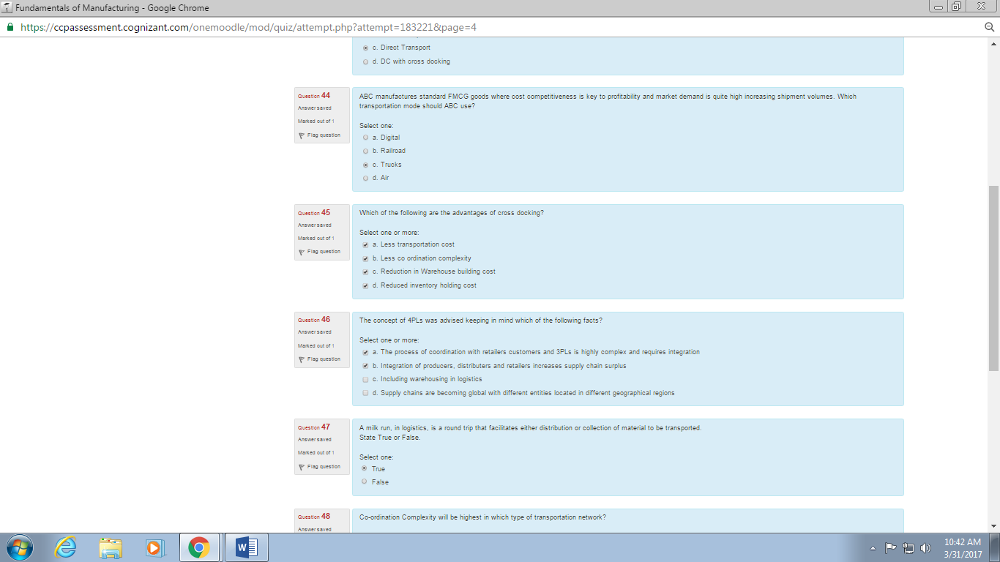 Fundamentals of Manufacturing - Google Chrome
https://ccpassessment.cognizant.com/onemoodle/mod/quiz/attempt.php?attempt=183221&page=4
c. Direct Transport
d. DC with cross docking
Question 44
Answer saved
Marked out of 1
Flag question
ABC manufactures standard FMCG goods where cost competitiveness is key to profitability and market demand is quite high increasing shipment volumes. Which
transportation mode should ABC use?
Select one:
a. Digital
b. Railroad
c. Trucks
d. Air
Question 45
Answer saved
Marked out of 1
Flag question
Which of the following are the advantages of cross docking?
Select one or more:
a. Less transportation cost
b. Less co ordination complexity
c. Reduction in Warehouse building cost
d. Reduced inventory holding cost
Question 46
Answer saved
Marked out of 1
Flag question
The concept of 4PLs was advised keeping in mind which of the following facts?
Select one or more:
a. The process of coordination with retailers customers and 3PLs is highly complex and requires integration
b. Integration of producers, distributers and retailers increases supply chain surplus
c. Including warehousing in logistics
d. Supply chains are becoming global with different entities located in different geographical regions
Question 47
Answer saved
Marked out of 1
Flag question
A milk run, in logistics, is a round trip that facilitates either distribution or collection of material to be transported.
State True or False.
Select one:
True
False
Question 48
Answer saved
Co-ordination Complexity will be highest in which type of transportation network?
10:42 AM
3/31/2017